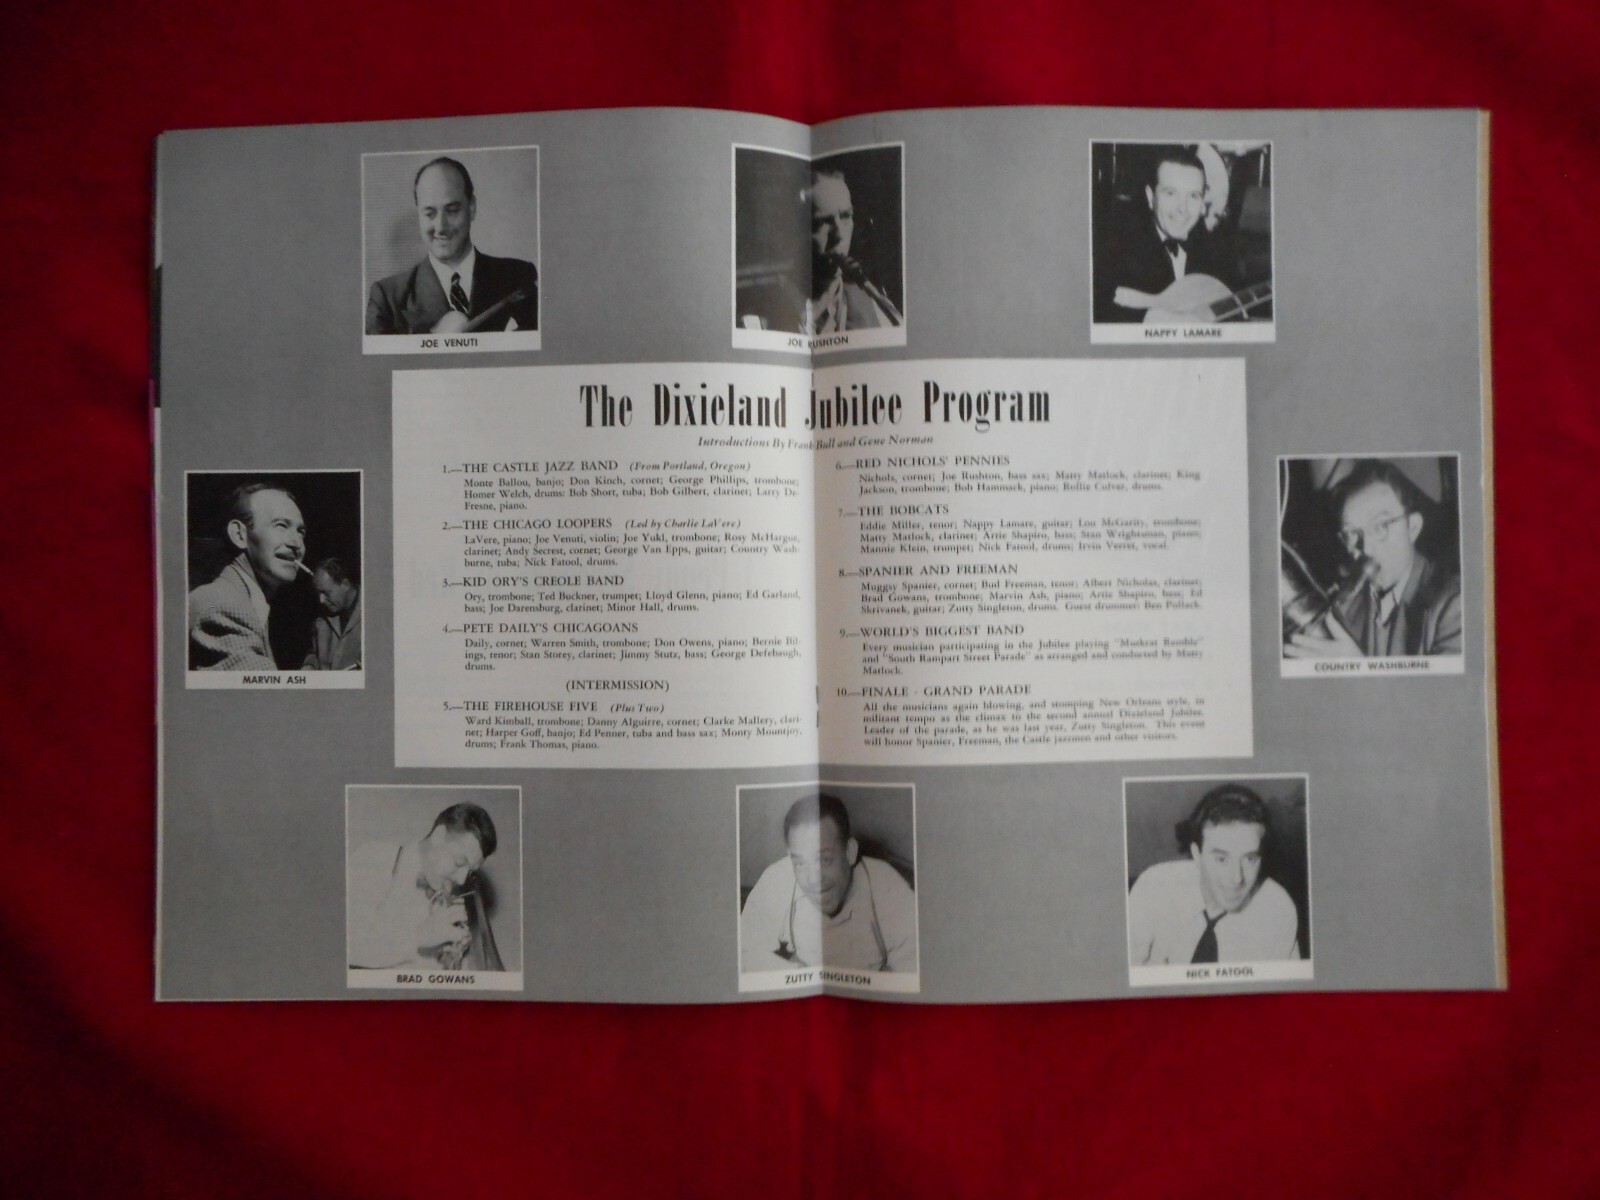 JOE VENUTI
JOE RUSHTON
NAPPY LAMARE
The Dixieland Jubilee Program
Introductions By Frank Bull and Gene Norman
1.—THE CASTLE JAZZ BAND (From Portland, Oregon)
Monte Ballou, banjo; Don Kinch, cornet; George Phillips, trombone;
Homer Welch, drums: Bob Short, tuba; Bob Gilbert, clarinet; Larry De-
Fresne, piano.
2.—THE CHICAGO LOOPERS (Led by Charlie LaVere)
LaVere, piano; Joe Venuti, violin; Joe Yukl, trombone; Rosy McHargue,
clarinet; Andy Secrest, cornet; George Van Epps, guitar; Country Wash-
burne, tuba; Nick Fatool, drums.
3.—KID ORY'S CREOLE BAND
Ory, trombone; Ted Buckner, trumpet; Lloyd Glenn, piano; Ed Garland,
bass; Joe Darensburg, clarinet; Minor Hall, drums.
4.—PETE DAILY'S CHICAGOANS
Daily, cornet; Warren Smith, trombone; Don Owens, piano; Bernie Bil-
ings, tenor; Stan Storey, clarinet; Jimmy Stutz, bass; George Defebaugh,
drums.
(INTERMISSION)
5.—THE FIREHOUSE FIVE (Plus Two)
Ward Kimball, trombone; Danny Alguirre, cornet; Clarke Mallery, clari-
net; Harper Goff, banjo; Ed Penner, tuba and bass sax; Monty Mountjoy,
drums; Frank Thomas, piano.
6.—RED NICHOLS' PENNIES
Nichols, cornet; Joe Rushton, bass sax; Matty Matlock, clarinet; King
Jackson, trombone; Bob Hammack, piano; Rollie Culver, drums.
7.—THE BOBCATS
Eddie Miller, tenor; Nappy Lamare, guitar; Lou McGarity, trombone;
Matty Matlock, clarinet; Artie Shapiro, bass; Stan Wrightsman, piano;
Mannie Klein, trumpet; Nick Fatool, drums; Irvin Verret, vocal.
8.—SPANIER AND FREEMAN
Muggsy Spanier, cornet; Bud Freeman, tenor; Albert Nicholas, clarinet;
Brad Gowans, trombone; Marvin Ash, piano; Artie Shapiro, bass; Ed
Skrivanek, guitar; Zutty Singleton, drums. Guest drummer: Ben Pollack.
9.—WORLD'S BIGGEST BAND
Every musician participating in the Jubilee playing "Muskrat Ramble"
and "South Rampart Street Parade" as arranged and conducted by Matty
Matlock.
10.—FINALE - GRAND PARADE
All the musicians again blowing, and stomping New Orleans style, in
militant tempo as the climax to the second annual Dixieland Jubilee.
Leader of the parade, as he was last year, Zutty Singleton. This event
will honor Spanier, Freeman, the Castle jazzmen and other visitors.
MARVIN ASH
COUNTRY WASHBURNE
BRAD GOWANS
ZUTTY SINGLETON
NICK FATOOL